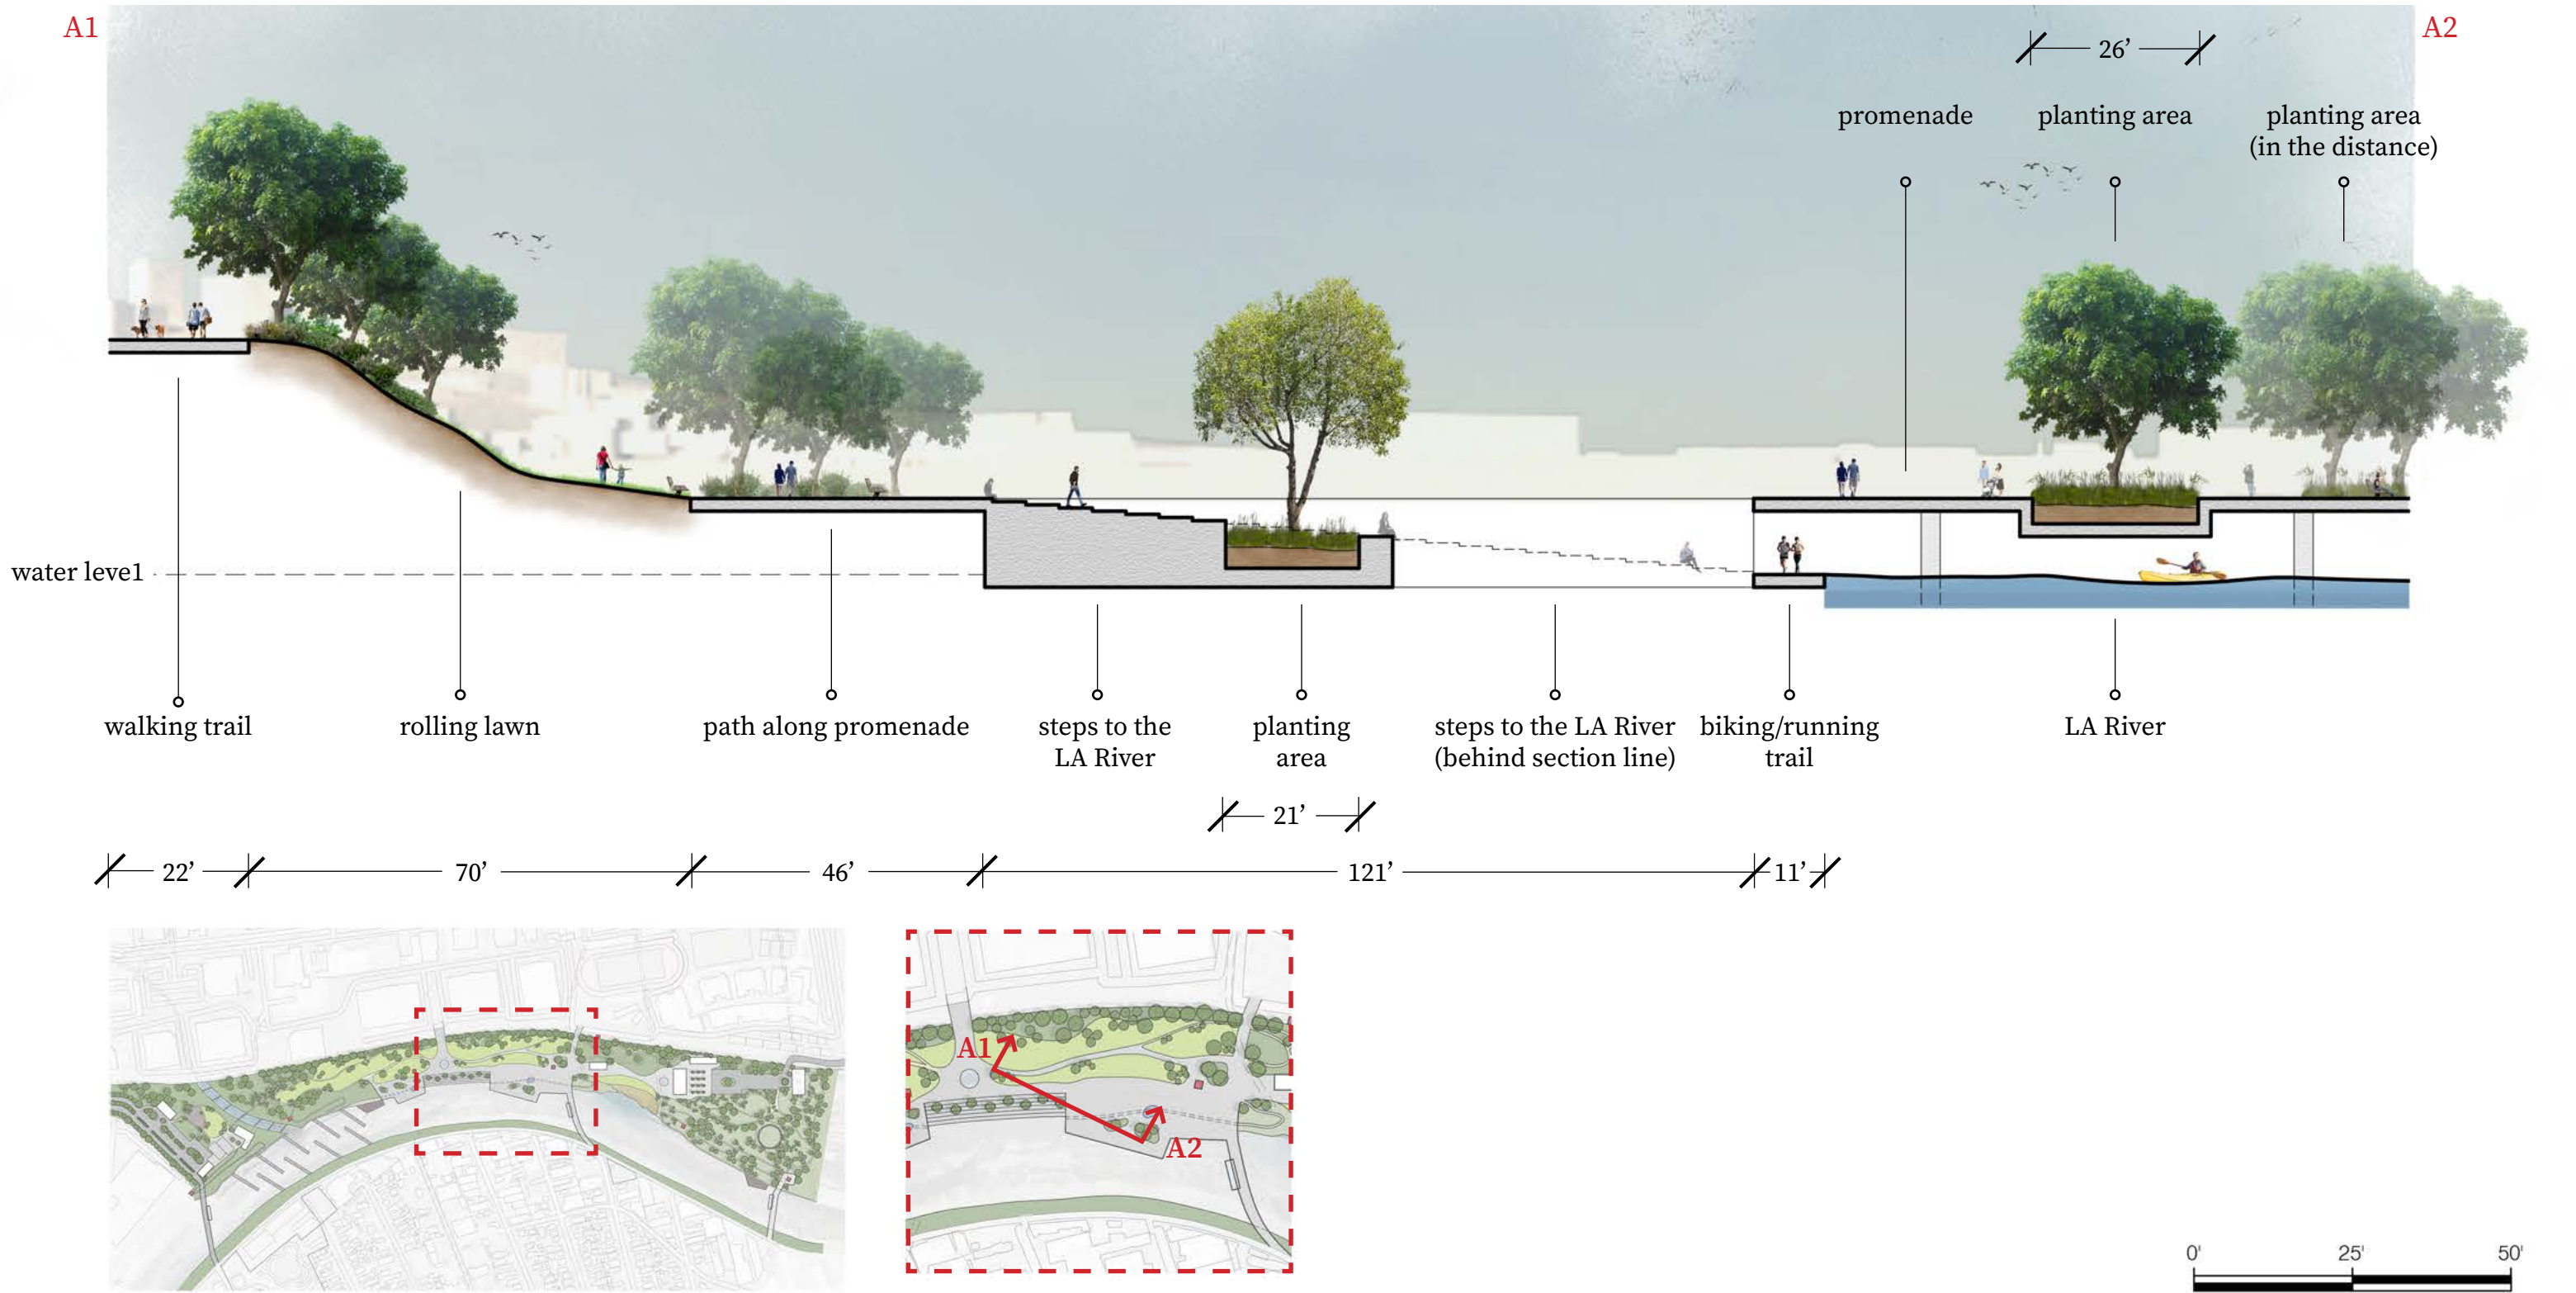 A1
A2
26’
promenade
planting area
planting area
(in the distance)
water leve1
walking trail
rolling lawn
path along promenade
steps to the
LA River
planting
area
steps to the LA River
(behind section line)
biking/running
trail
LA River
21’
22’
70’
46’
121’
11’
A1
A2
0'
25'
50'